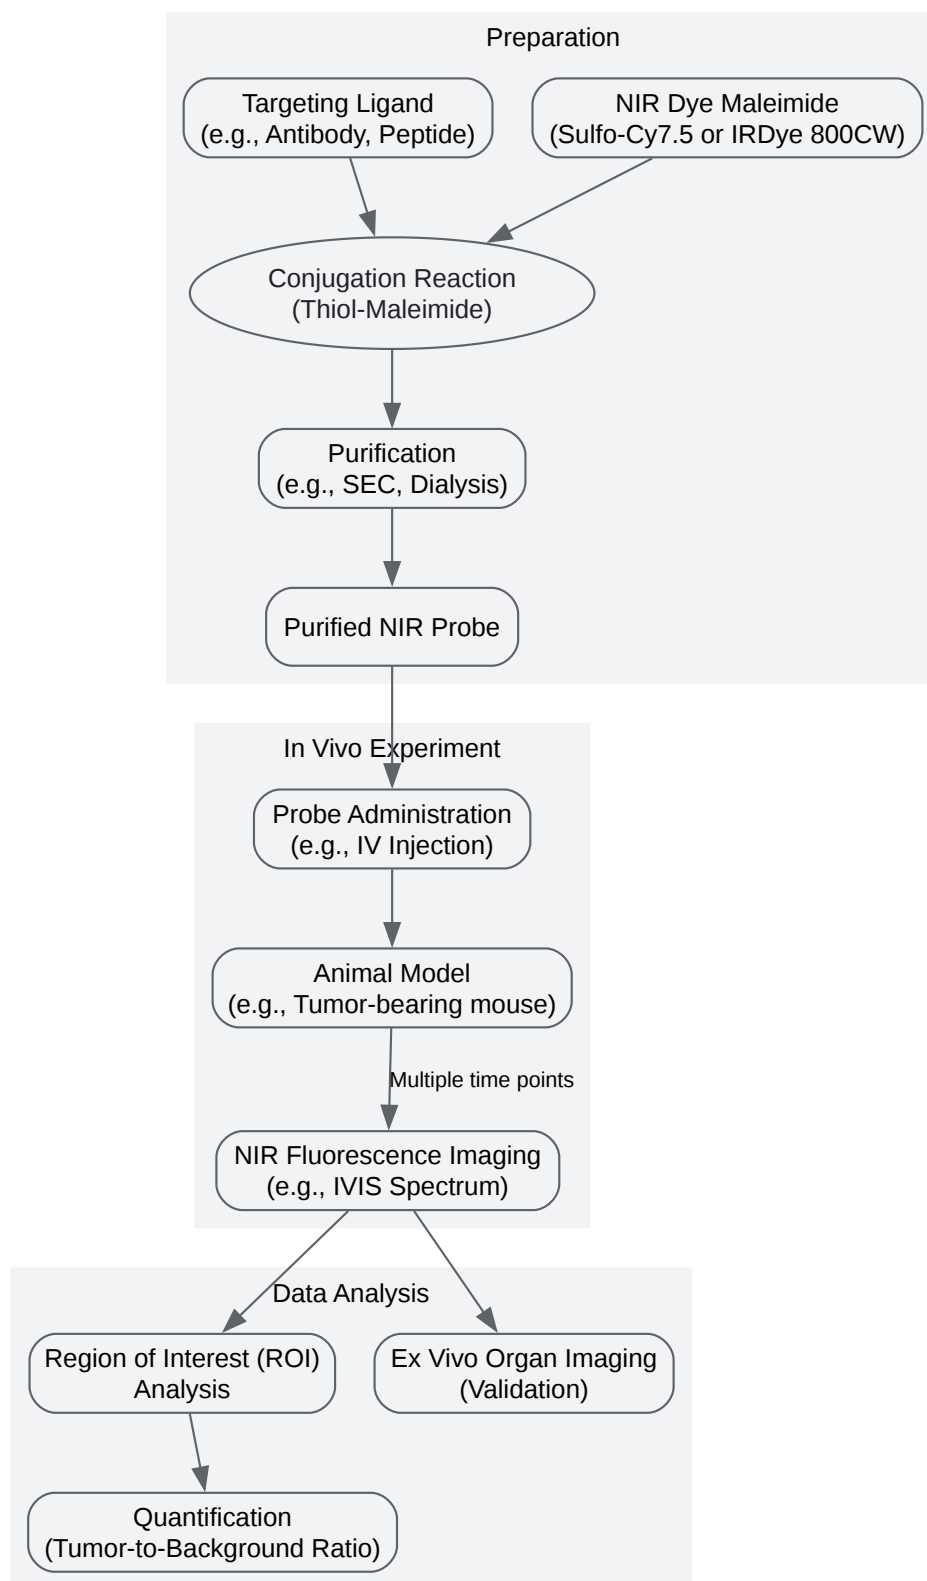 Preparation
Targeting Ligand
(e.g., Antibody, Peptide)
NIR Dye Maleimide
(Sulfo-Cy7.5 or IRDye 800CW)
Conjugation Reaction
(Thiol-Maleimide)
Purification
(e.g., SEC, Dialysis)
Purified NIR Probe
In Vivo Experiment
Probe Administration
(e.g., IV Injection)
Animal Model
(e.g., Tumor-bearing mouse)
Multiple time points
NIR Fluorescence Imaging
(e.g., IVIS Spectrum)
Data Analysis
Region of Interest (ROI)
Analysis
Ex Vivo Organ Imaging
(Validation)
Quantification
(Tumor-to-Background Ratio)